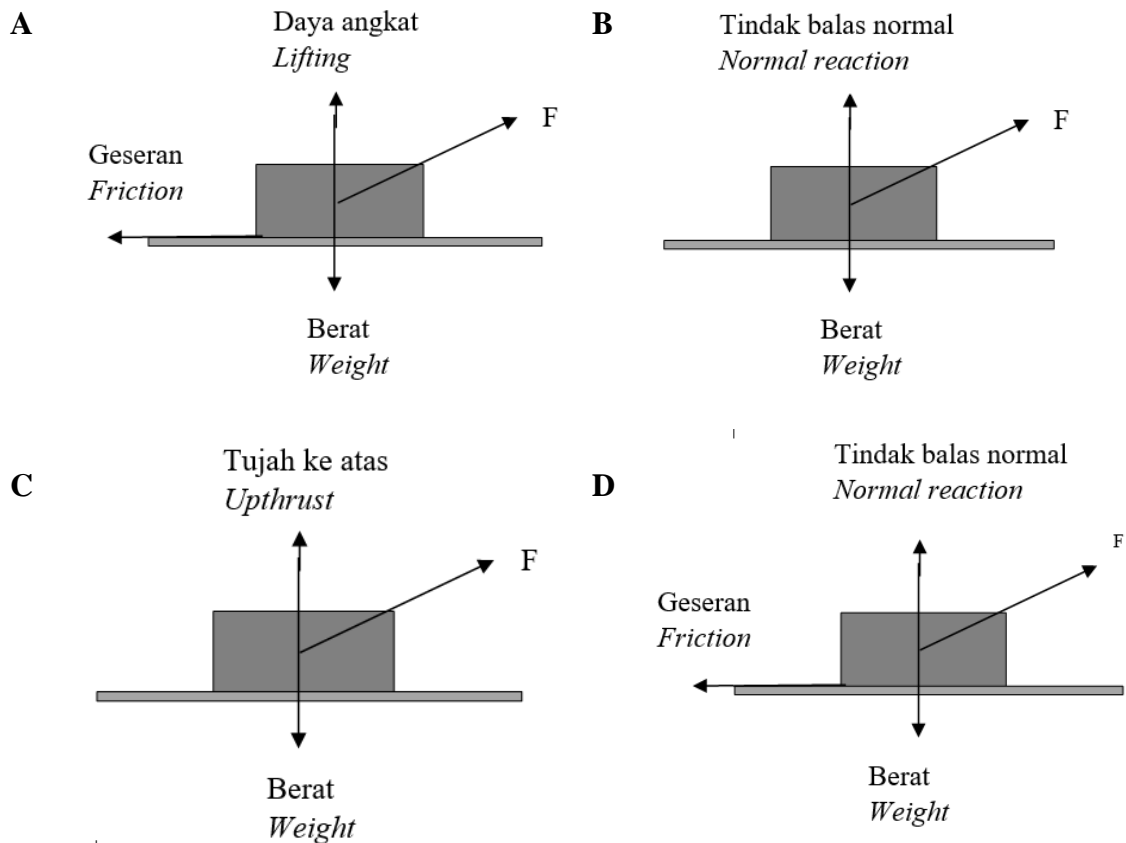 A
Daya angkat
Lifting
F
Geseran
Friction
Berat
Weight
B
Tindak balas normal
Normal reaction
F
Berat
Weight
C
Tujah ke atas
Upthrust
F
Berat
Weight
D
Tindak balas normal
Normal reaction
F
Geseran
Friction
Berat
Weight